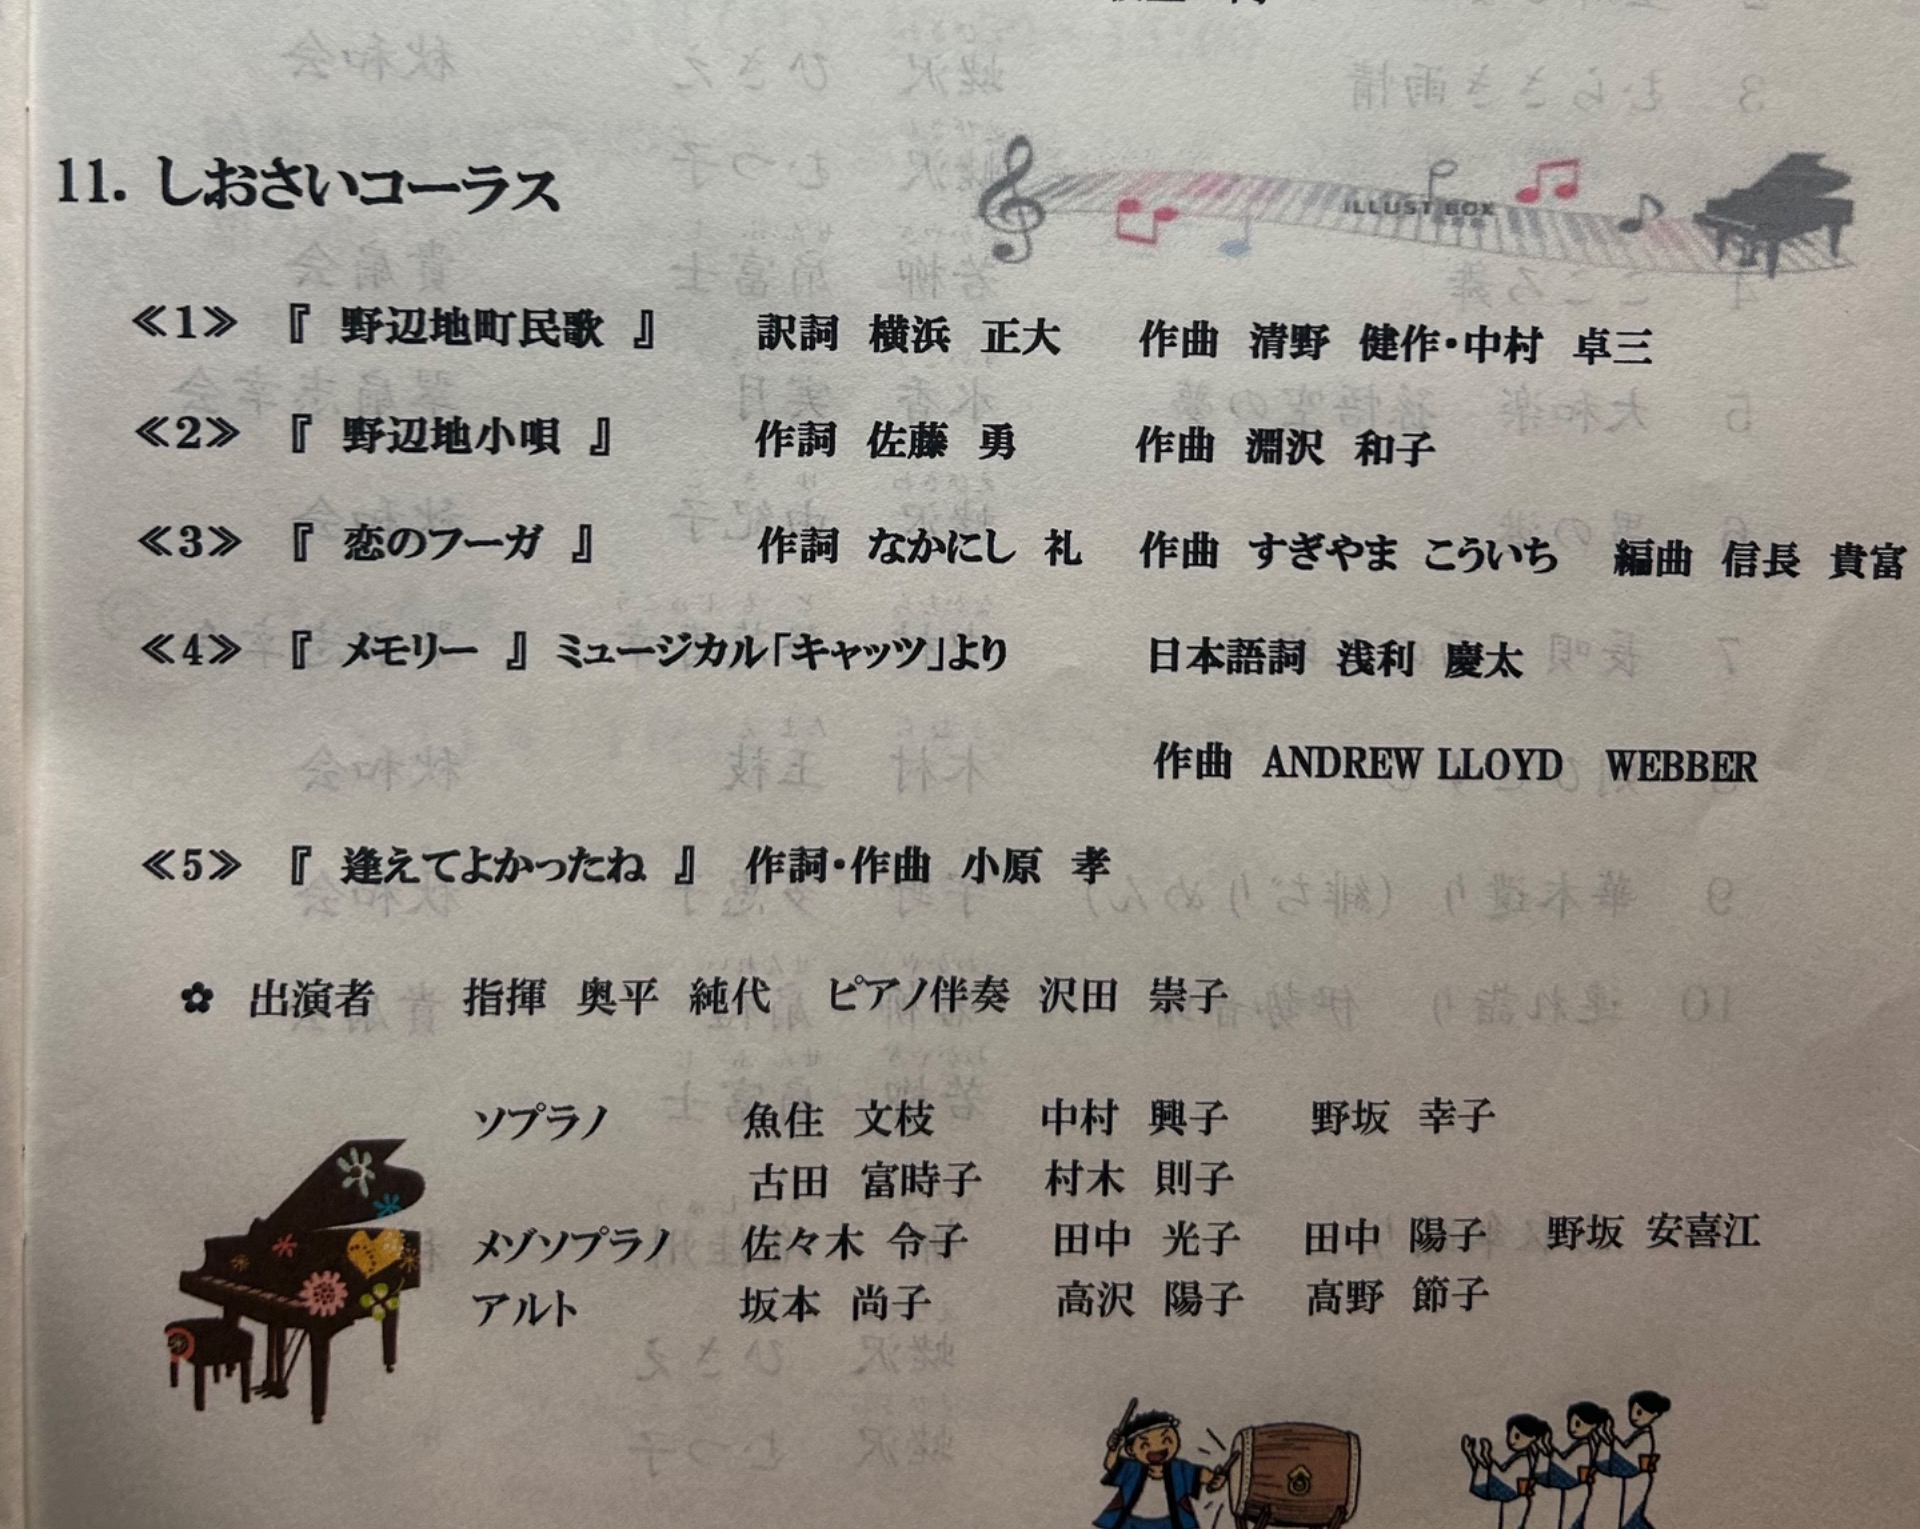 11. しおさいコーラス
ILLUST BOX
≪1≫ 『 野辺地町民歌 』 訳詞 横浜 正大 作曲 清野 健作・中村 卓三
≪2≫ 『 野辺地小唄 』 作詞 佐藤 勇 作曲 淵沢 和子
≪3≫ 『 恋のフーガ 』 作詞 なかにし 礼 作曲 すぎやま こういち 編曲 信長 貴富
≪4≫ 『 メモリー 』 ミュージカル「キャッツ」より 日本語詞 浅利 慶太
作曲 ANDREW LLOYD WEBBER
≪5≫ 『 逢えてよかったね 』 作詞・作曲 小原 孝
✿ 出演者 指揮 奥平 純代 ピアノ伴奏 沢田 崇子
ソプラノ 魚住 文枝 中村 興子 野坂 幸子
古田 富時子 村木 則子
メゾソプラノ 佐々木 令子 田中 光子 田中 陽子 野坂 安喜江
アルト 坂本 尚子 高沢 陽子 髙野 節子